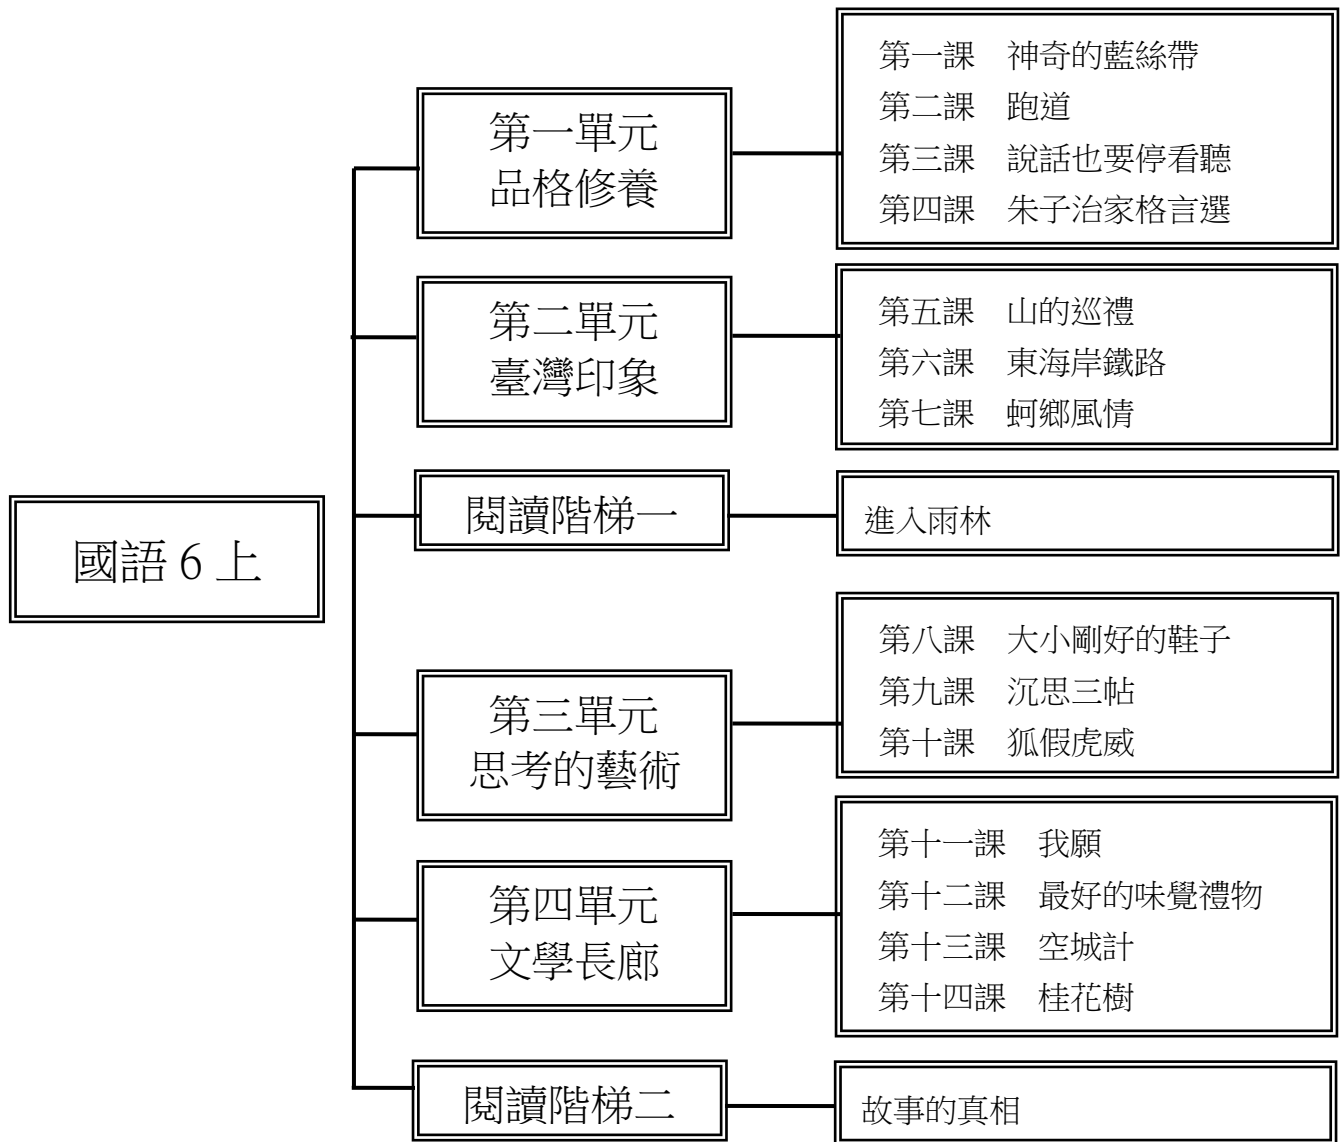 國語 6 上
第一單元
品格修養
第一課　神奇的藍絲帶
第二課　跑道
第三課　說話也要停看聽
第四課　朱子治家格言選
第二單元
臺灣印象
第五課　山的巡禮
第六課　東海岸鐵路
第七課　蚵鄉風情
閱讀階梯一
進入雨林
第三單元
思考的藝術
第八課　大小剛好的鞋子
第九課　沉思三帖
第十課　狐假虎威
第四單元
文學長廊
第十一課　我願
第十二課　最好的味覺禮物
第十三課　空城計
第十四課　桂花樹
閱讀階梯二
故事的真相